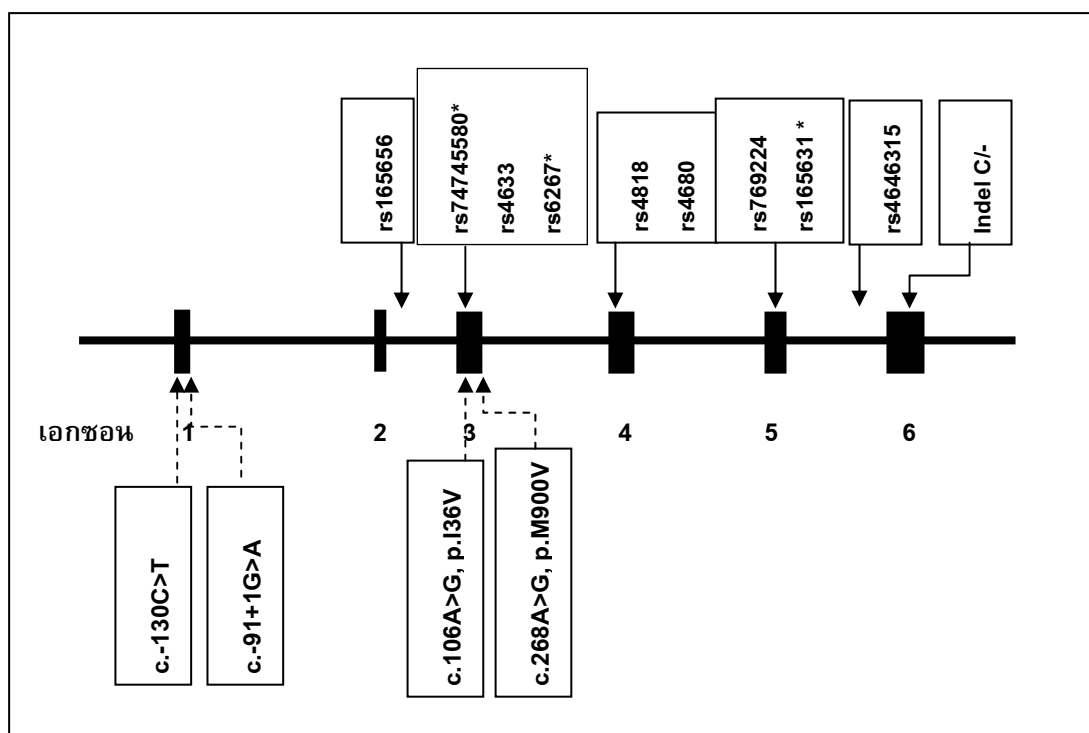 rs165656
rs74745580*
rs4633
rs6267*
rs4818
rs4680
rs769224
rs165631 *
rs4646315
Indel C/-
เอกซอน 1 2 3 4 5 6
c.-130C>T
c.-91+1G>A
c.106A>G, p.I36V
c.268A>G, p.M900V